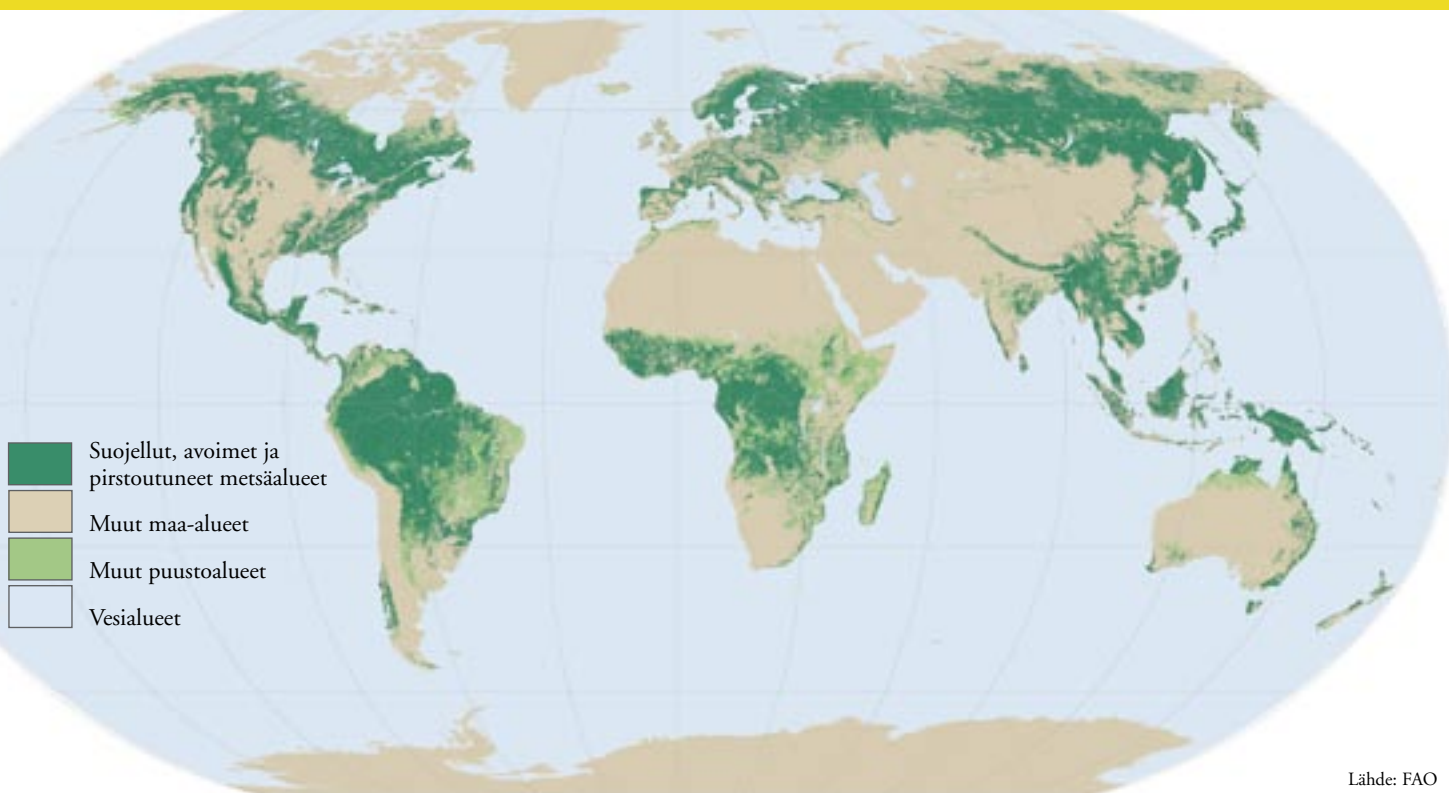 Suojellut, avoimet ja
pirstoutuneet metsäalueet
Muut maa-alueet
Muut puustoalueet
Vesialueet
Lähde: FAO